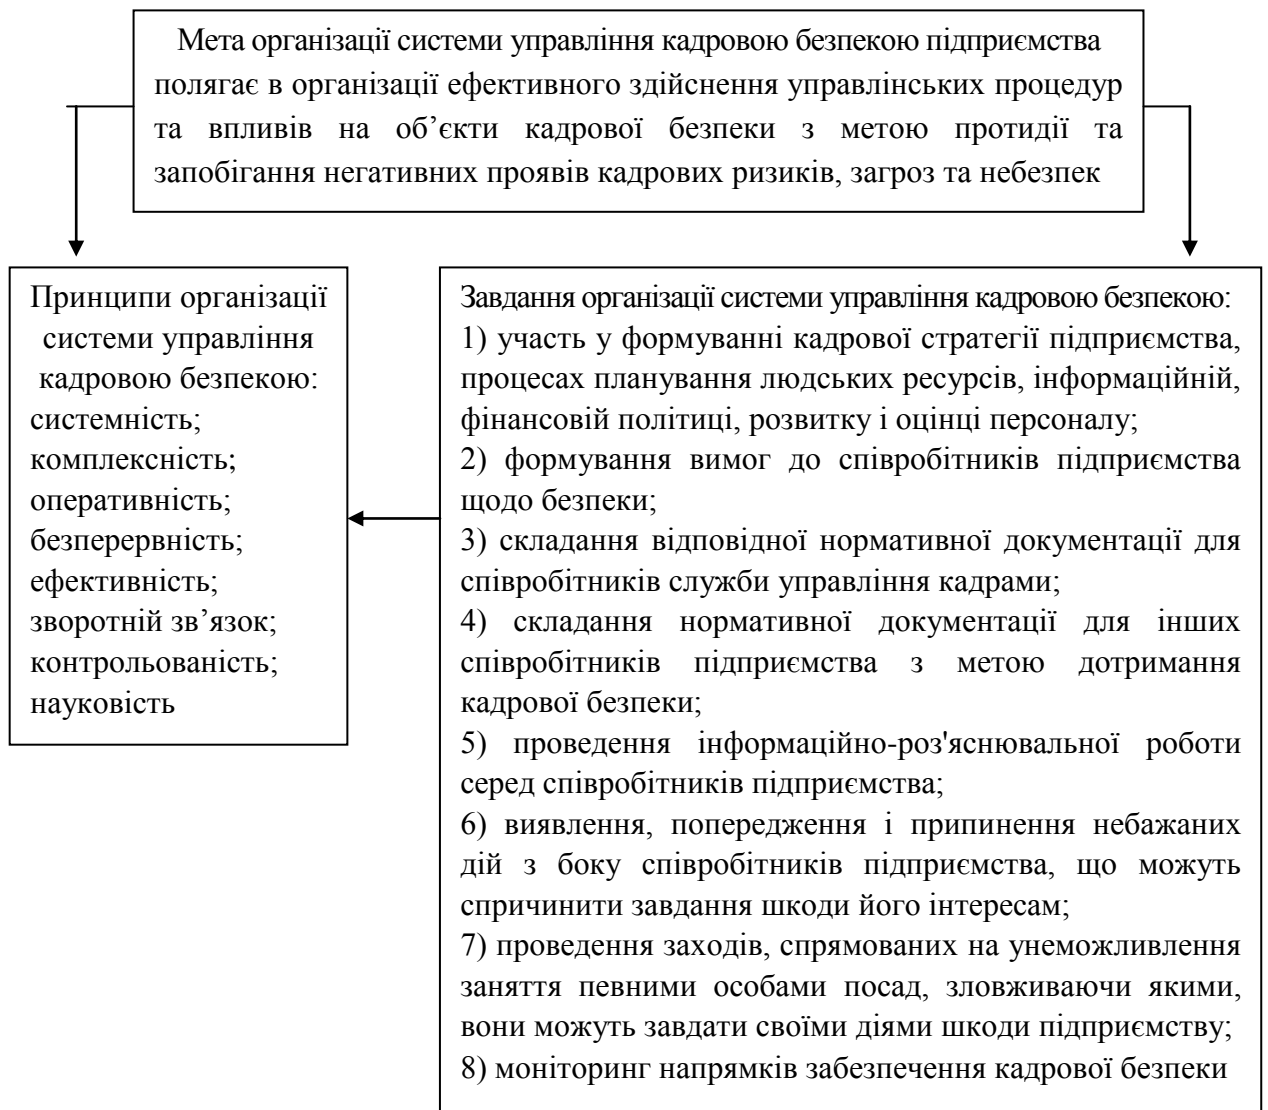 Мета організації системи управління кадровою безпекою підприємства
полягає в організації ефективного здійснення управлінських процедур
та впливів на об’єкти кадрової безпеки з метою протидії та
запобігання негативних проявів кадрових ризиків, загроз та небезпек
Принципи організації
системи управління
кадровою безпекою:
системність;
комплексність;
оперативність;
безперервність;
ефективність;
зворотній зв’язок;
контрольованість;
науковість
Завдання організації системи управління кадровою безпекою:
1) участь у формуванні кадрової стратегії підприємства,
процесах планування людських ресурсів, інформаційній,
фінансовій політиці, розвитку і оцінці персоналу;
2) формування вимог до співробітників підприємства
щодо безпеки;
3) складання відповідної нормативної документації для
співробітників служби управління кадрами;
4) складання нормативної документації для інших
співробітників підприємства з метою дотримання
кадрової безпеки;
5) проведення інформаційно-роз'яснювальної роботи
серед співробітників підприємства;
6) виявлення, попередження і припинення небажаних
дій з боку співробітників підприємства, що можуть
спричинити завдання шкоди його інтересам;
7) проведення заходів, спрямованих на унеможливлення
заняття певними особами посад, зловживаючи якими,
вони можуть завдати своїми діями шкоди підприємству;
8) моніторинг напрямків забезпечення кадрової безпеки